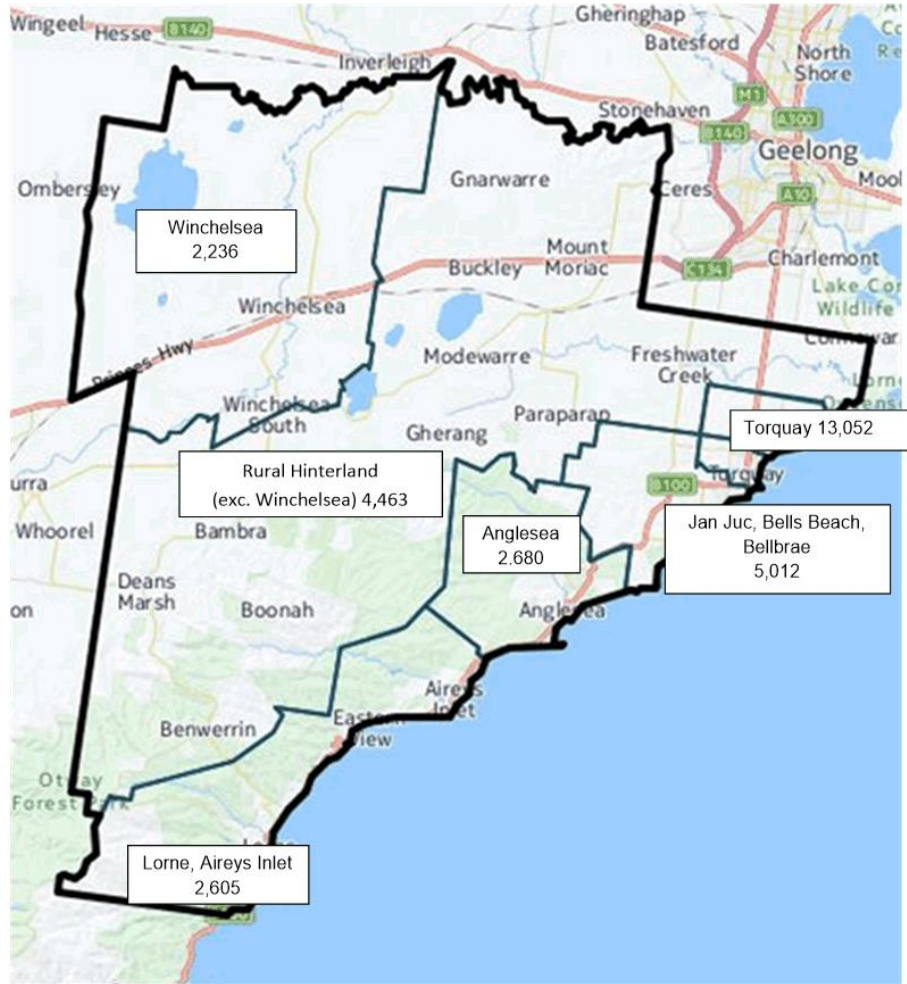 Wingeel
Hesse
B140
Gheringhap
Batesford
North
Shore
Inverleigh
M1
Stonehaven
A300
B140
Geelong
Ombersley
Gnarwarre
Ceres
A10
Winchelsea
2,236
Mount
Moriac
Buckley
C134
Charlemont
Winchelsea
Princes Hwy
Modewarre
Freshwater
Creek
Winchelsea
South
Gherang
Paraparap
Torquay 13,052
Rural Hinterland
(exc. Winchelsea) 4,463
B100
Torquay
Whoorel
Bambra
Anglesea
2.680
Jan Juc, Bells Beach,
Bellbrae
5,012
Deans
Marsh
Boonah
Anglesea
Aireys
Inlet
Benwerrin
Eastern
View
Otway
Forest Park
Lorne, Aireys Inlet
2,605